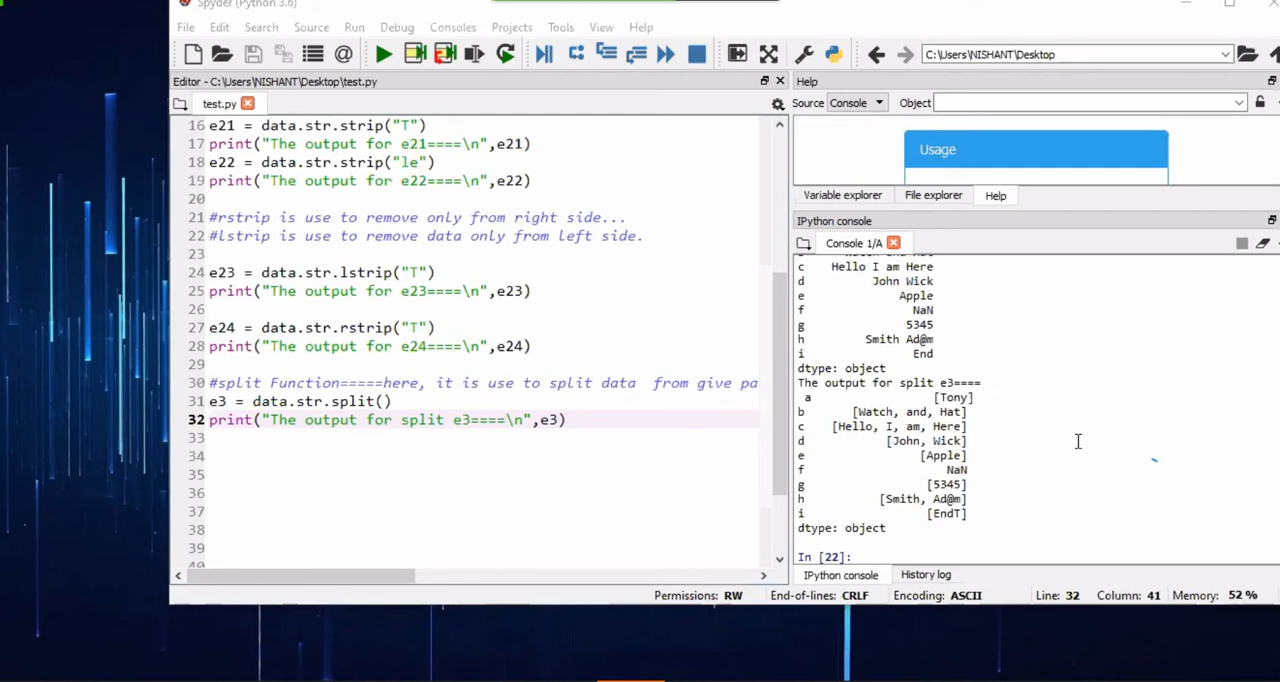 Spyder (Python 3.6)
File Edit Search Source Run Debug Consoles Projects Tools View Help
C:\Users\NISHANT\Desktop
Editor - C:\Users\NISHANT\Desktop\test.py
test.py
16 e21 = data.str.strip("T")
17 print("The output for e21====\n",e21)
18 e22 = data.str.strip("le")
19 print("The output for e22====\n",e22)
20
21 #rstrip is use to remove only from right side...
22 #lstrip is use to remove data only from left side.
23
24 e23 = data.str.lstrip("T")
25 print("The output for e23====\n",e23)
26
27 e24 = data.str.rstrip("T")
28 print("The output for e24====\n",e24)
29
30 #split Function=====here, it is use to split data  from give pa
31 e3 = data.str.split()
32 print("The output for split e3====\n",e3)
33
34
35
36
37
38
39
40
Permissions: RW End-of-lines: CRLF Encoding: ASCII Line: 32 Column: 41 Memory: 52 %
Help
Source Console Object
Usage
Variable explorer File explorer Help
IPython console
Console 1/A
c Hello I am Here
d John Wick
e Apple
f NaN
g 5345
h Smith Ad@m
i End
dtype: object
The output for split e3====
a [Tony]
b [Watch, and, Hat]
c [Hello, I, am, Here]
d [John, Wick]
e [Apple]
f NaN
g [5345]
h [Smith, Ad@m]
i [EndT]
dtype: object
In [22]:
IPython console History log